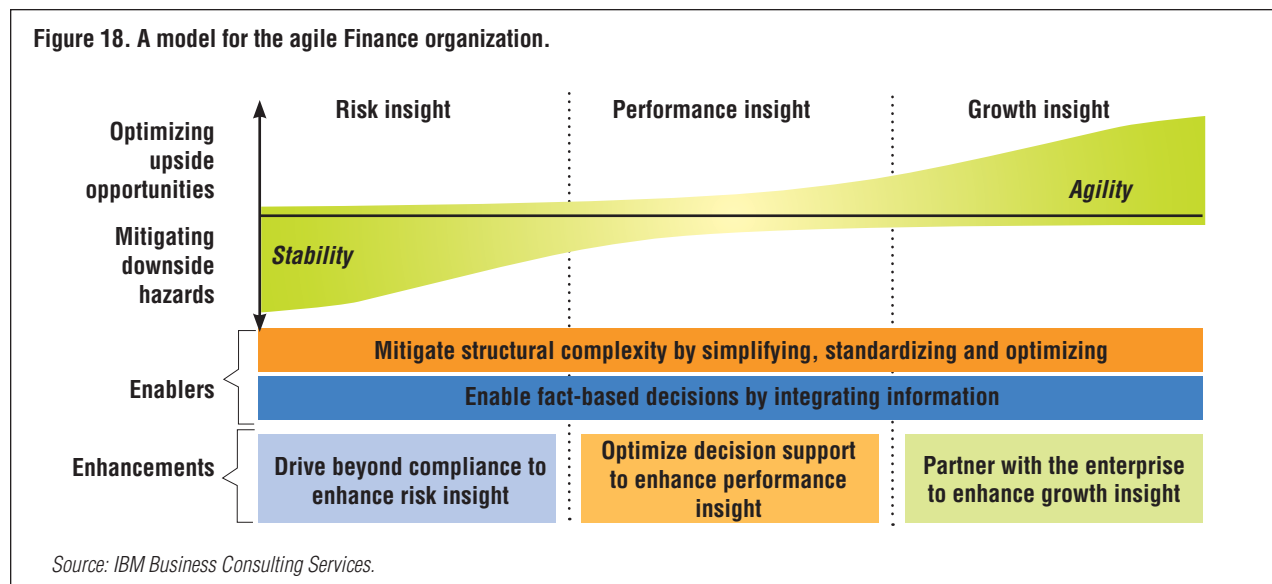 Figure 18. A model for the agile Finance organization.
Risk insight
Performance insight
Growth insight
Optimizing
upside
opportunities
Agility
Mitigating
downside
hazards
Stability
Enablers
Mitigate structural complexity by simplifying, standardizing and optimizing
Enable fact-based decisions by integrating information
Enhancements
Drive beyond compliance to
enhance risk insight
Optimize decision support
to enhance performance
insight
Partner with the enterprise
to enhance growth insight
Source: IBM Business Consulting Services.